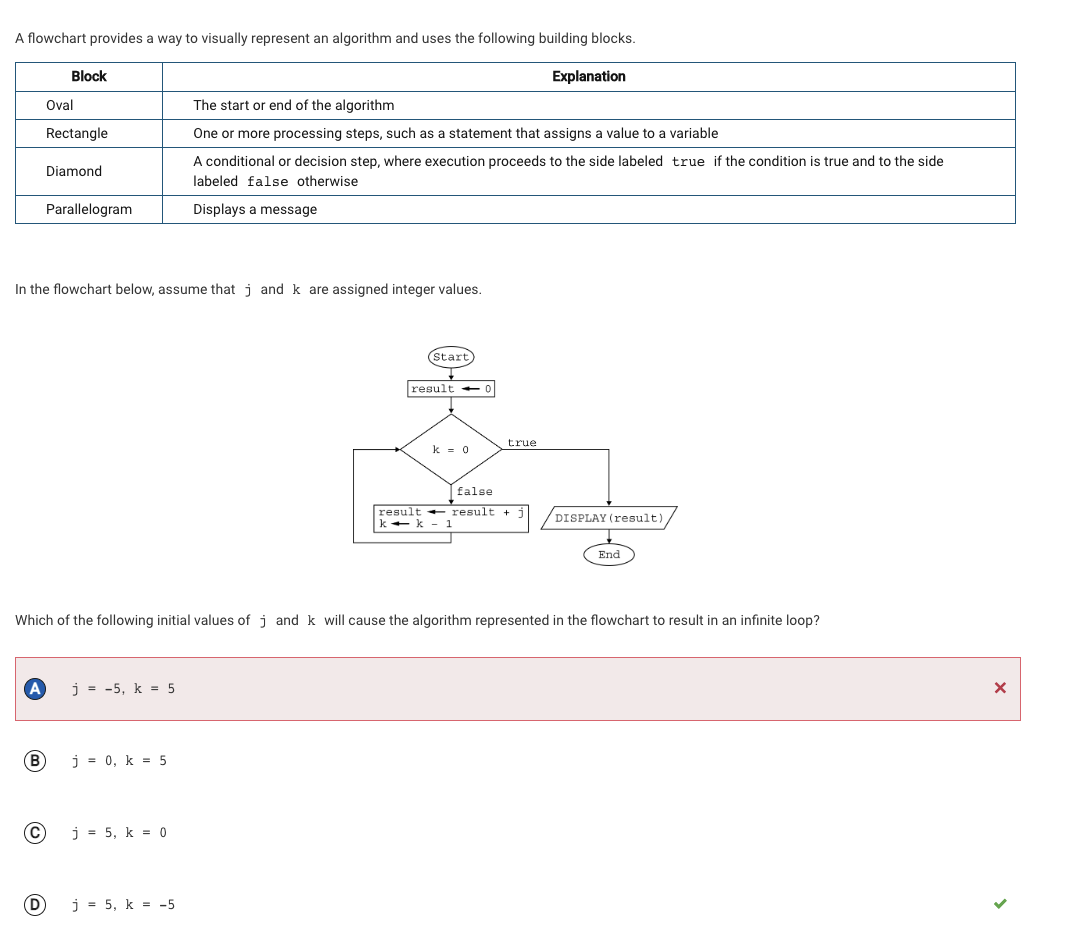 A flowchart provides a way to visually represent an algorithm and uses the following building blocks.
Block Explanation
Oval The start or end of the algorithm
Rectangle One or more processing steps, such as a statement that assigns a value to a variable
Diamond A conditional or decision step, where execution proceeds to the side labeled true if the condition is true and to the side
labeled false otherwise
Parallelogram Displays a message
In the flowchart below, assume that j and k are assigned integer values.
Start
result ← 0
k = 0
true
false
result ← result + j
k ← k - 1
DISPLAY(result)
End
Which of the following initial values of j and k will cause the algorithm represented in the flowchart to result in an infinite loop?
A j = -5, k = 5
B j = 0, k = 5
C j = 5, k = 0
D j = 5, k = -5